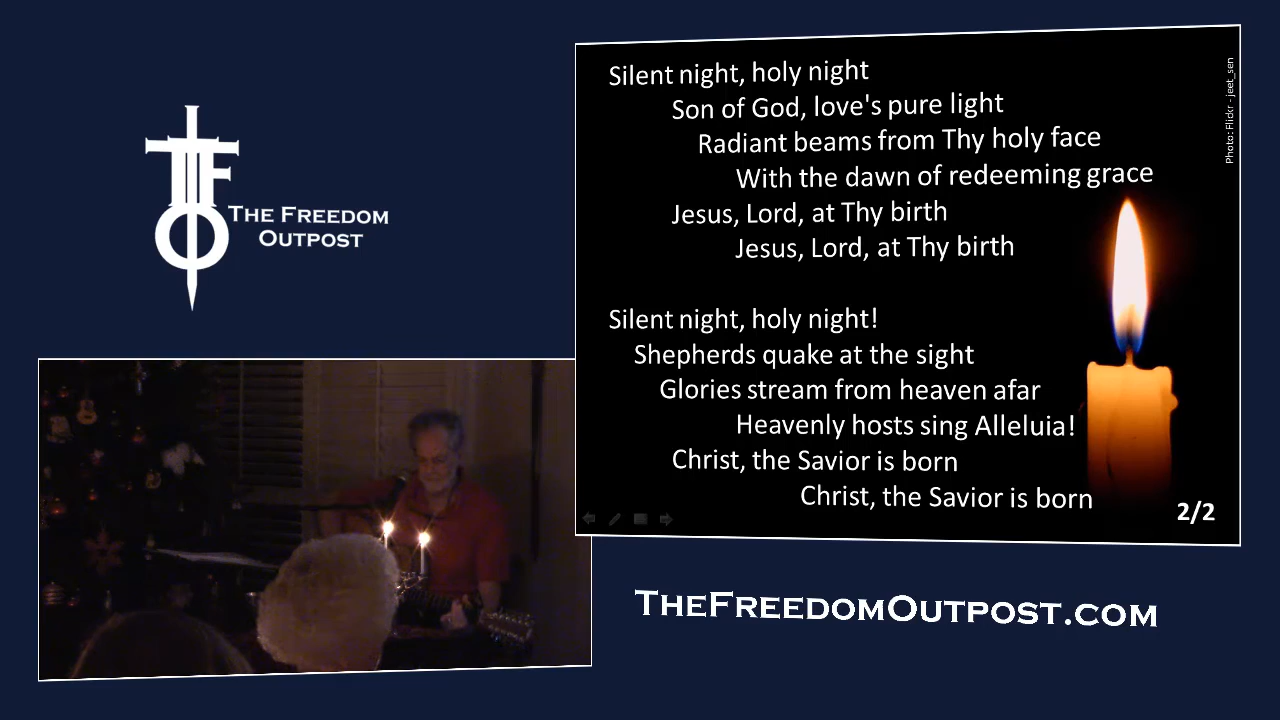 TF
O
THE FREEDOM
OUTPOST
Silent night, holy night
Son of God, love's pure light
Radiant beams from Thy holy face
With the dawn of redeeming grace
Jesus, Lord, at Thy birth
Jesus, Lord, at Thy birth
Silent night, holy night!
Shepherds quake at the sight
Glories stream from heaven afar
Heavenly hosts sing Alleluia!
Christ, the Savior is born
Christ, the Savior is born
2/2
Photo: Flickr - jeet_sen
THEFREEDOMOUTPOST.COM